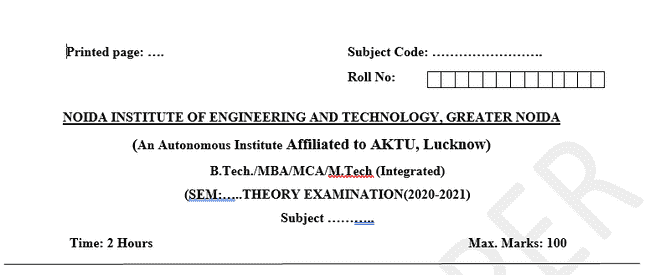 Printed page: ....
Subject Code: ..........................
Roll No:
NOIDA INSTITUTE OF ENGINEERING AND TECHNOLOGY, GREATER NOIDA
(An Autonomous Institute Affiliated to AKTU, Lucknow)
B.Tech./MBA/MCA/M.Tech (Integrated)
(SEM:.....THEORY EXAMINATION(2020-2021)
Subject ...........
Time: 2 Hours
Max. Marks: 100